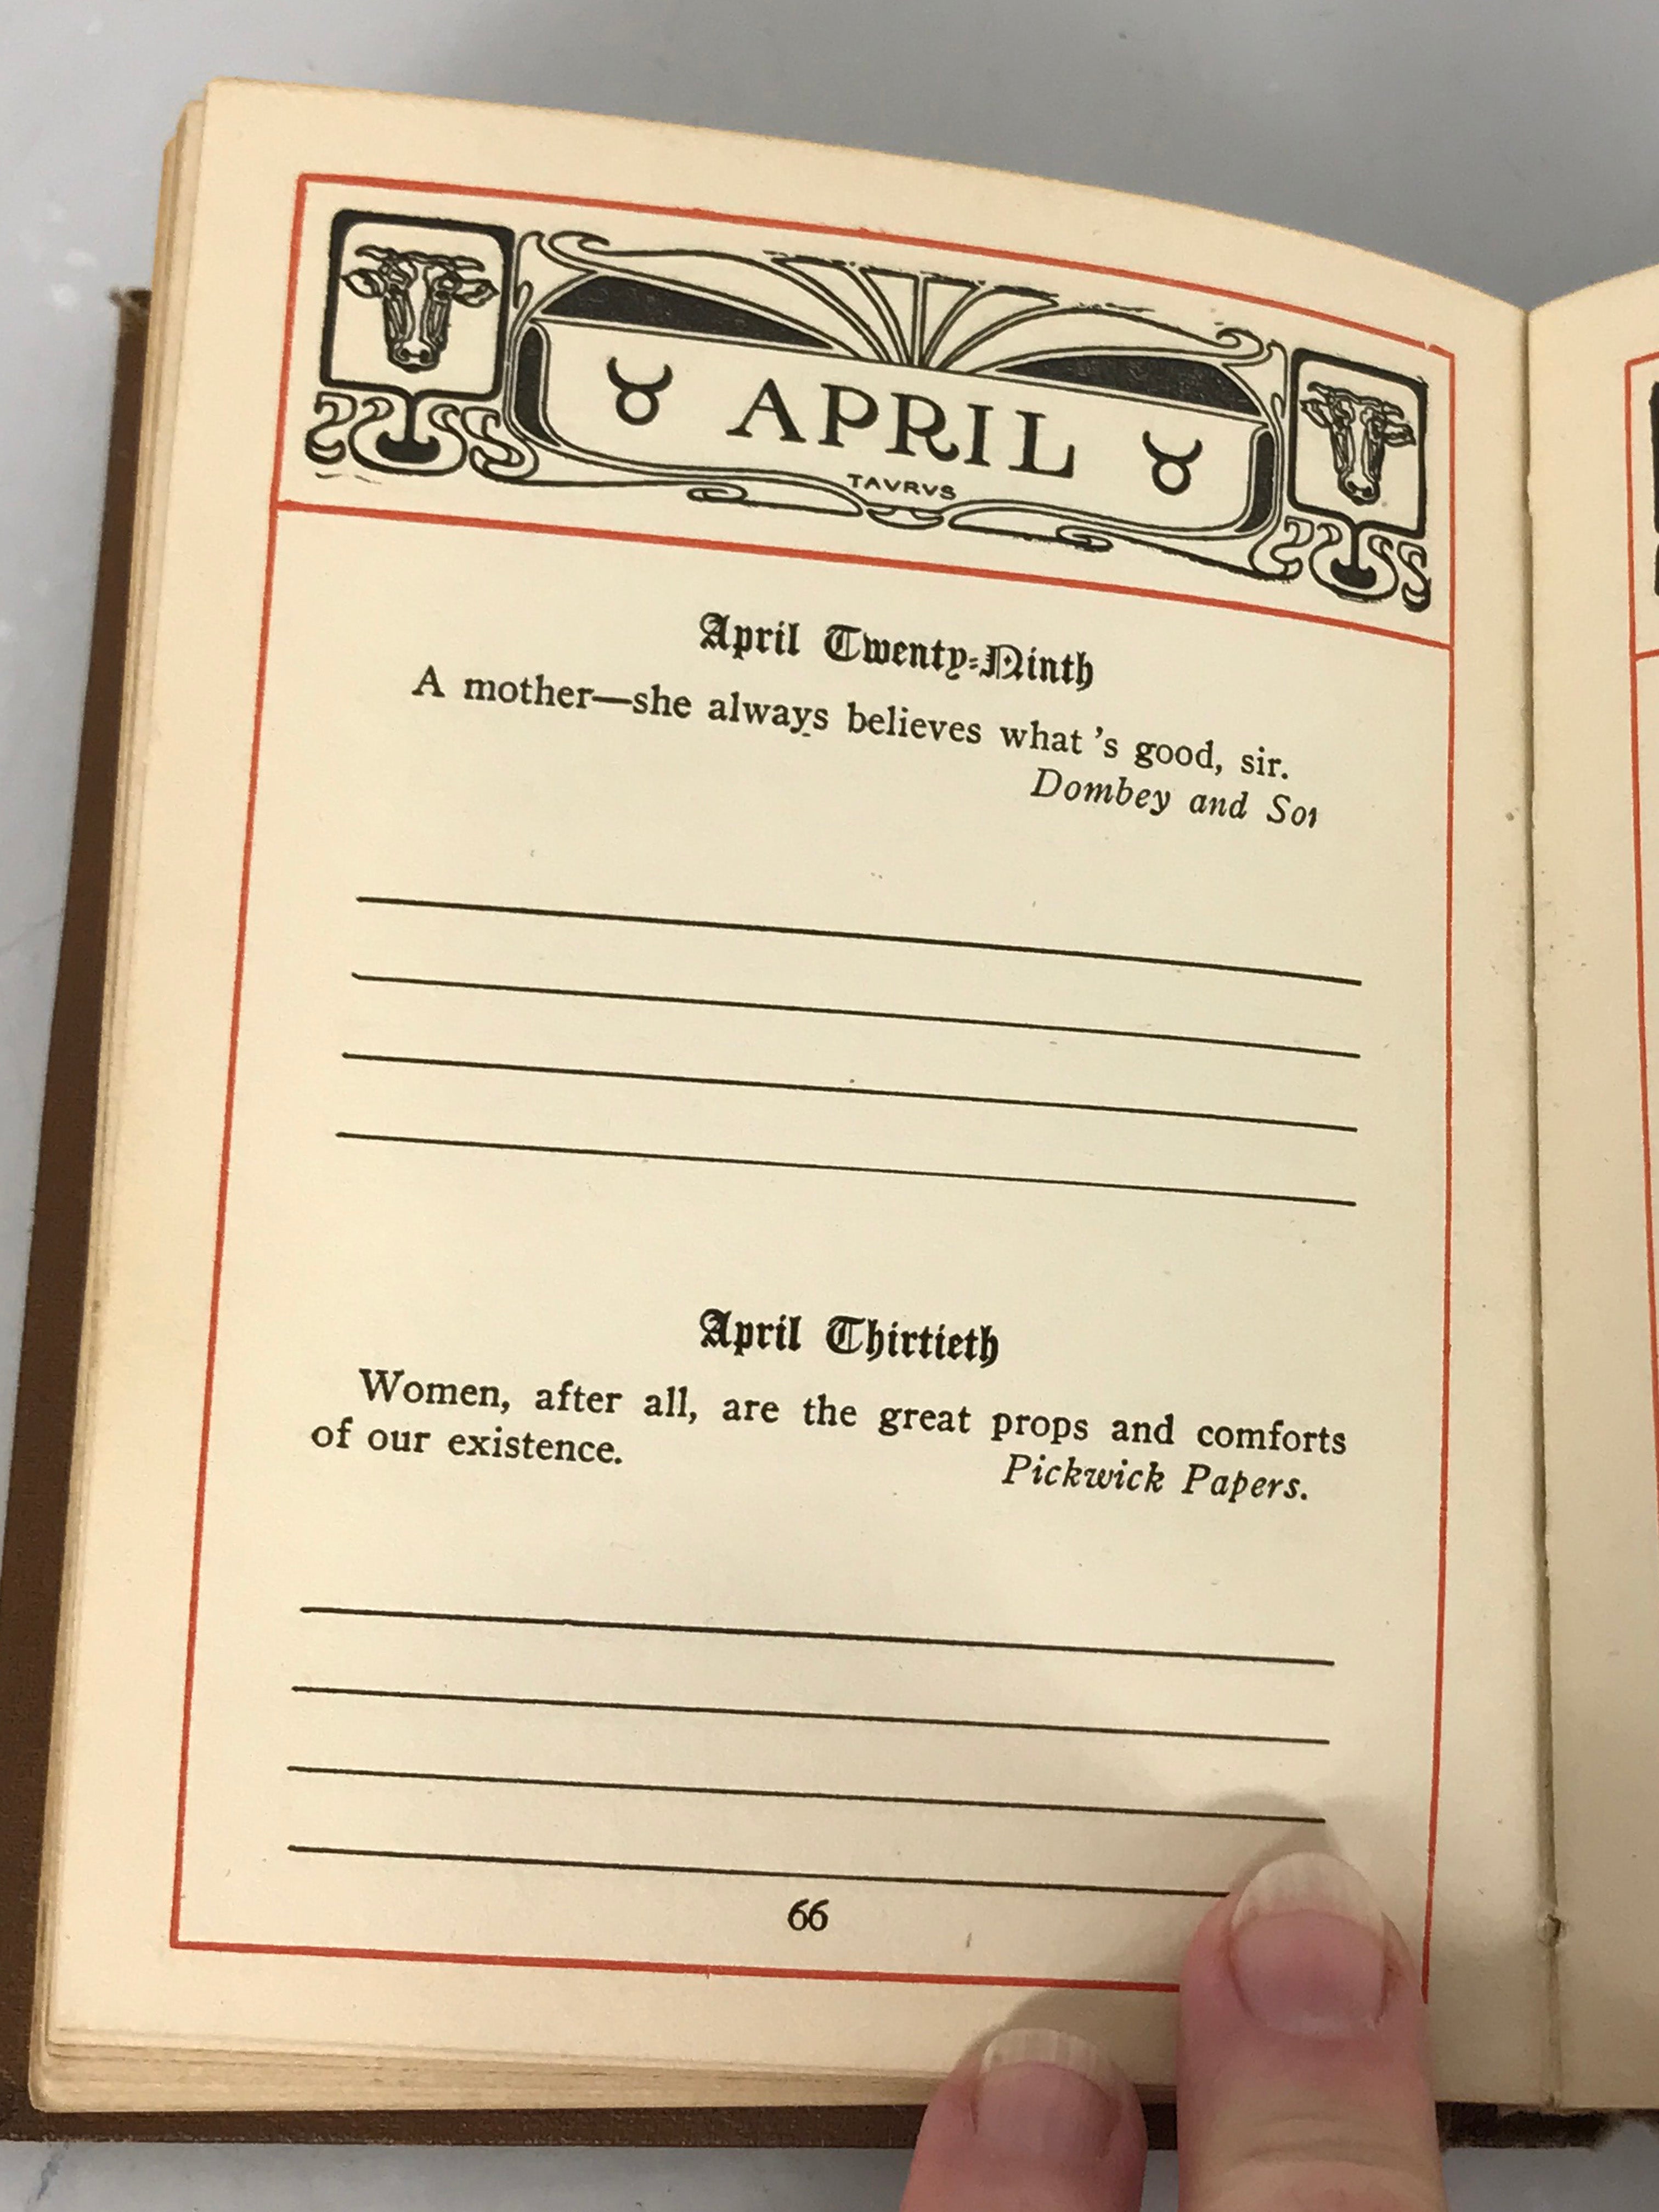 APRIL
TAVRVS
April Twenty-Ninth
A mother—she always believes what 's good, sir.
Dombey and Son
April Thirtieth
Women, after all, are the great props and comforts
of our existence.
Pickwick Papers.
66